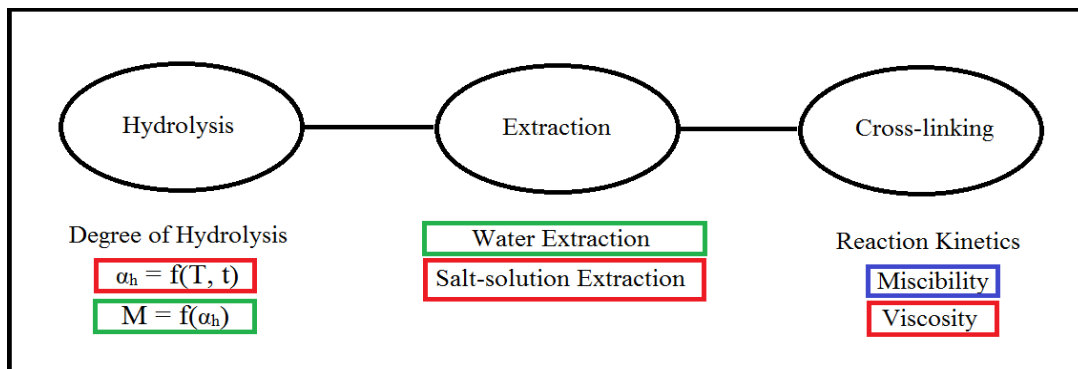 Hydrolysis
Extraction
Cross-linking
Degree of Hydrolysis
αₕ = f(T, t)
M = f(αₕ)
Water Extraction
Salt-solution Extraction
Reaction Kinetics
Miscibility
Viscosity